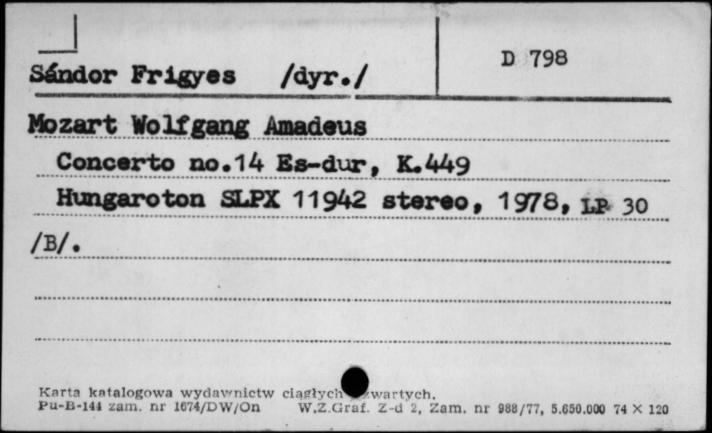 D 798
Sándor Frigyes /dyr./
Mozart Wolfgang Amadeus
Concerto no.14 Es-dur, K.449
Hungaroton SLPX 11942 stereo, 1978, LP 30
/B/.
Karta katalogowa wydawnictw ciągłych zwartych.
Pu-B-144 zam. nr 1674/DW/On W.Z.Graf. Z-d 2, Zam. nr 988/77, 5.650.000 74 × 120